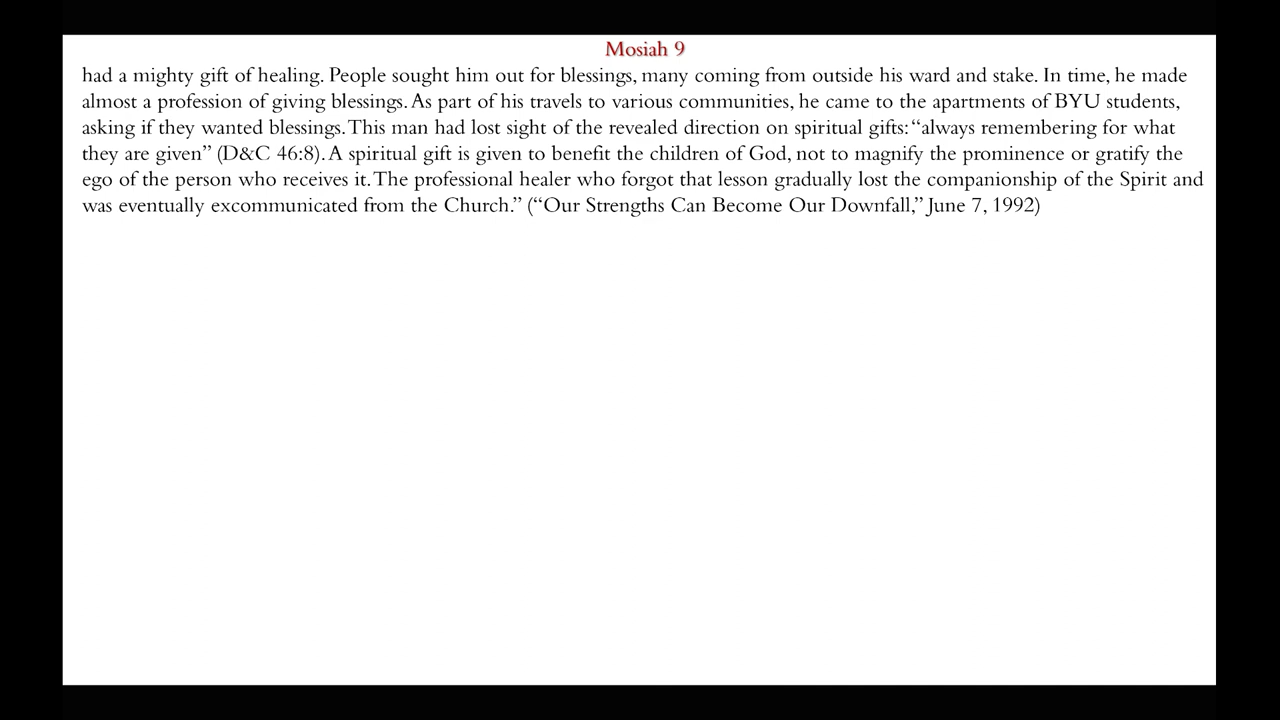 Mosiah 9
had a mighty gift of healing. People sought him out for blessings, many coming from outside his ward and stake. In time, he made
almost a profession of giving blessings. As part of his travels to various communities, he came to the apartments of BYU students,
asking if they wanted blessings. This man had lost sight of the revealed direction on spiritual gifts: “always remembering for what
they are given” (D&C 46:8). A spiritual gift is given to benefit the children of God, not to magnify the prominence or gratify the
ego of the person who receives it. The professional healer who forgot that lesson gradually lost the companionship of the Spirit and
was eventually excommunicated from the Church.” (“Our Strengths Can Become Our Downfall,” June 7, 1992)